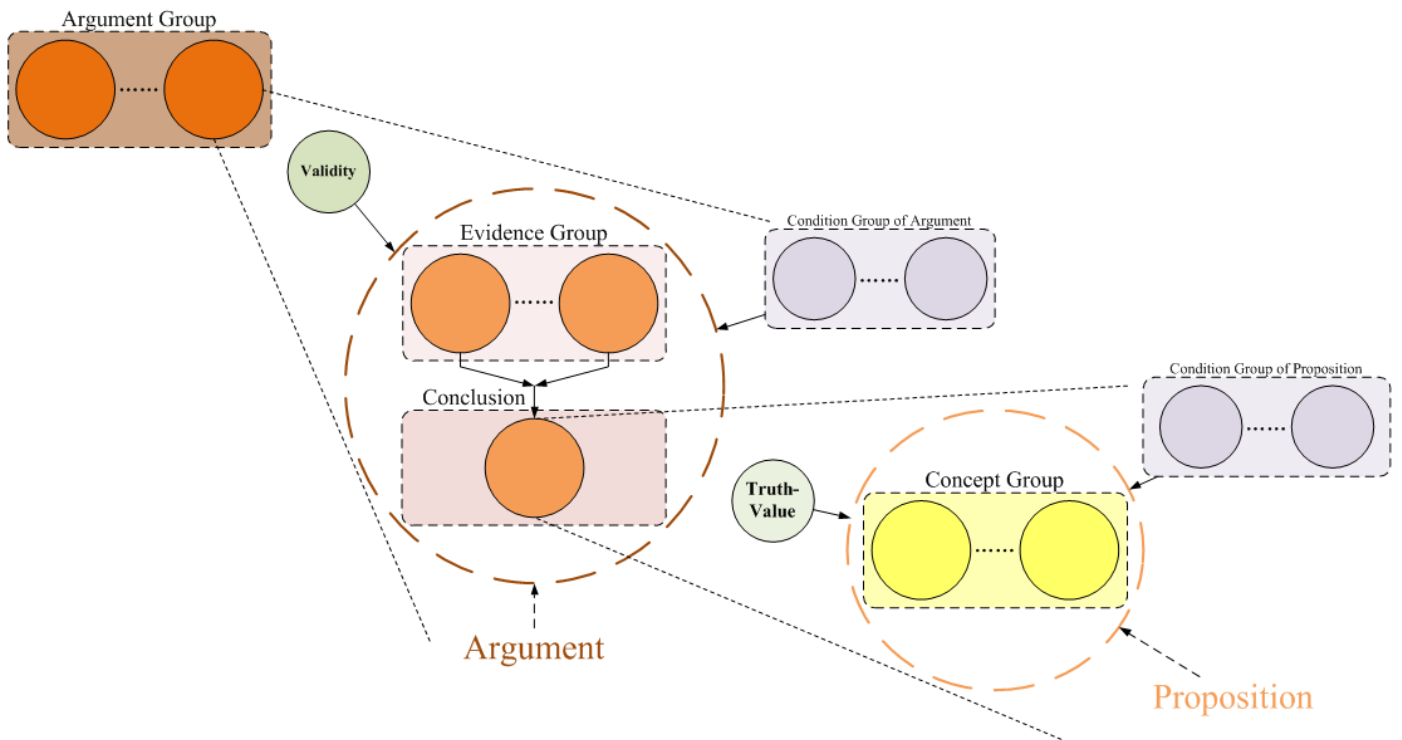 Argument Group
......
Validity
Condition Group of Argument
Evidence Group
......
......
Condition Group of Proposition
Conclusion
......
Truth-
Value
Concept Group
......
Argument
Proposition